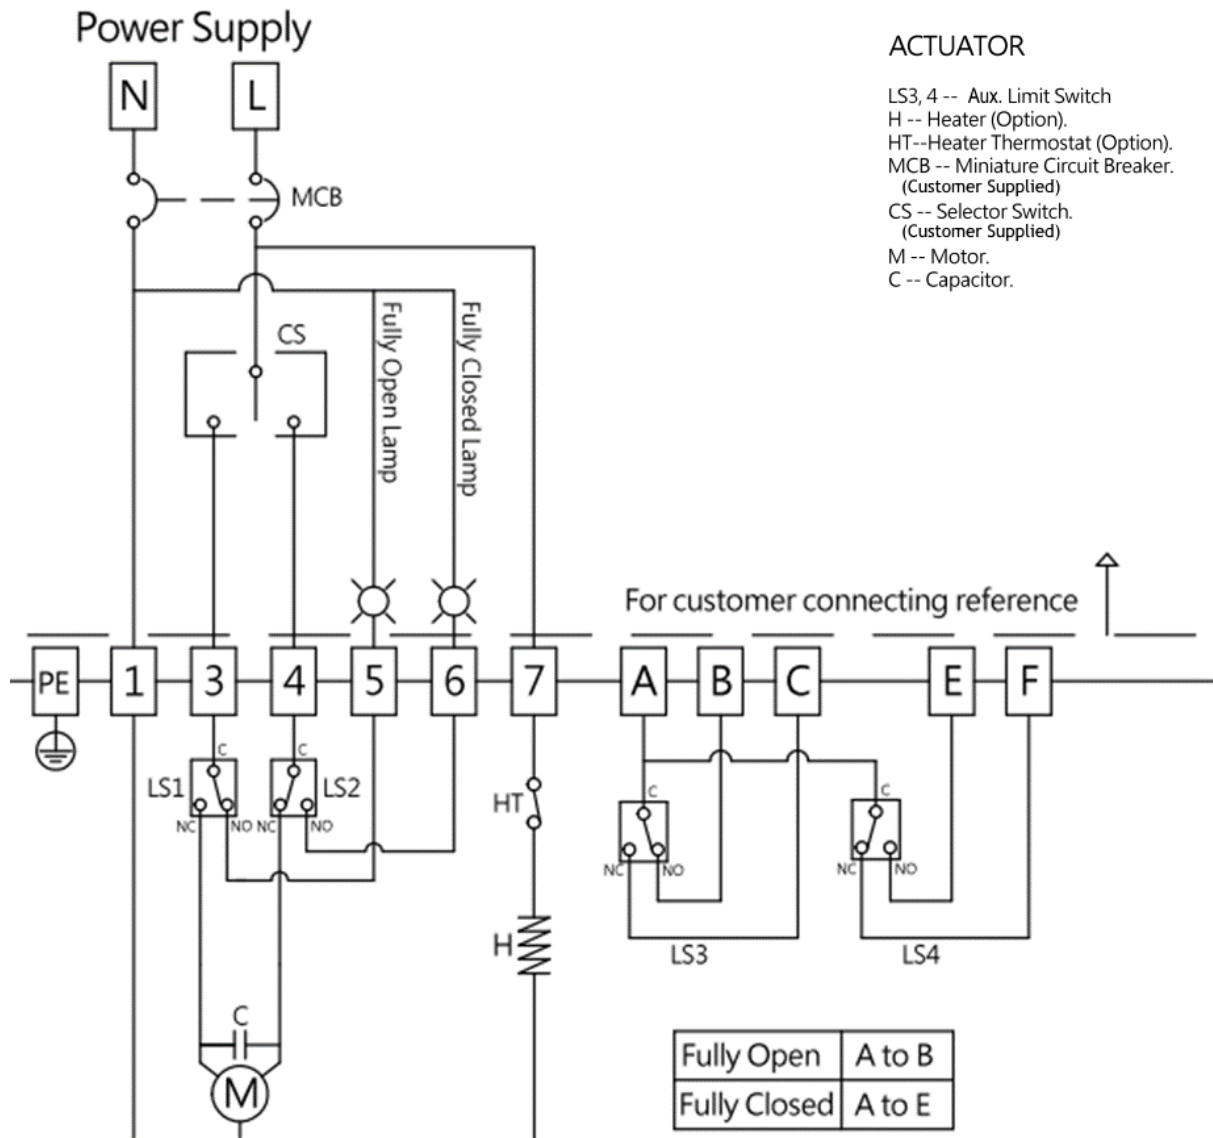 Power Supply
ACTUATOR
N
L
LS3, 4 -- Aux. Limit Switch
H -- Heater (Option).
HT--Heater Thermostat (Option).
MCB -- Miniature Circuit Breaker.
(Customer Supplied)
CS -- Selector Switch.
(Customer Supplied)
M -- Motor.
C -- Capacitor.
MCB
CS
Fully Open Lamp
Fully Closed Lamp
For customer connecting reference
PE
1
3
4
5
6
7
A
B
C
E
F
C
C
LS1
LS2
NC
NO
NC
NO
HT
C
C
NC
NO
NC
NO
H
LS3
LS4
C
M
Fully Open A to B
Fully Closed A to E